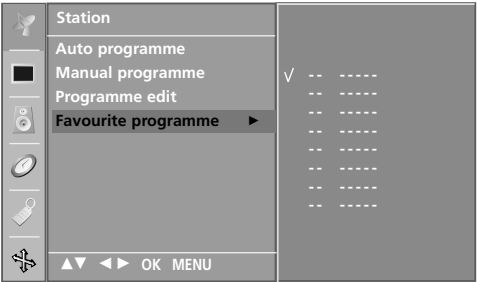 Station
Auto programme
Manual programme
Programme edit
Favourite programme ►
√ -- -----
-- -----
-- -----
-- -----
-- -----
-- -----
-- -----
-- -----
▲▼ ◄► OK MENU